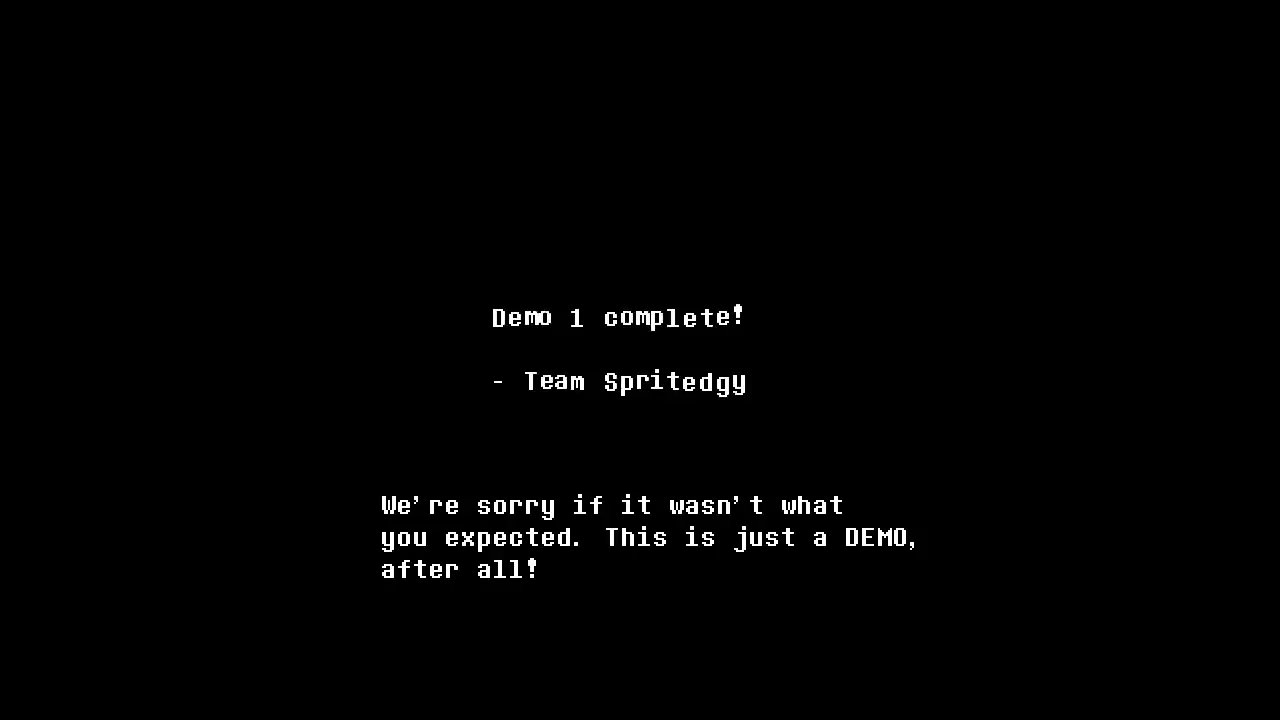 Demo 1 complete!
- Team Spritedgy
We're sorry if it wasn't what
you expected. This is just a DEMO,
after all!